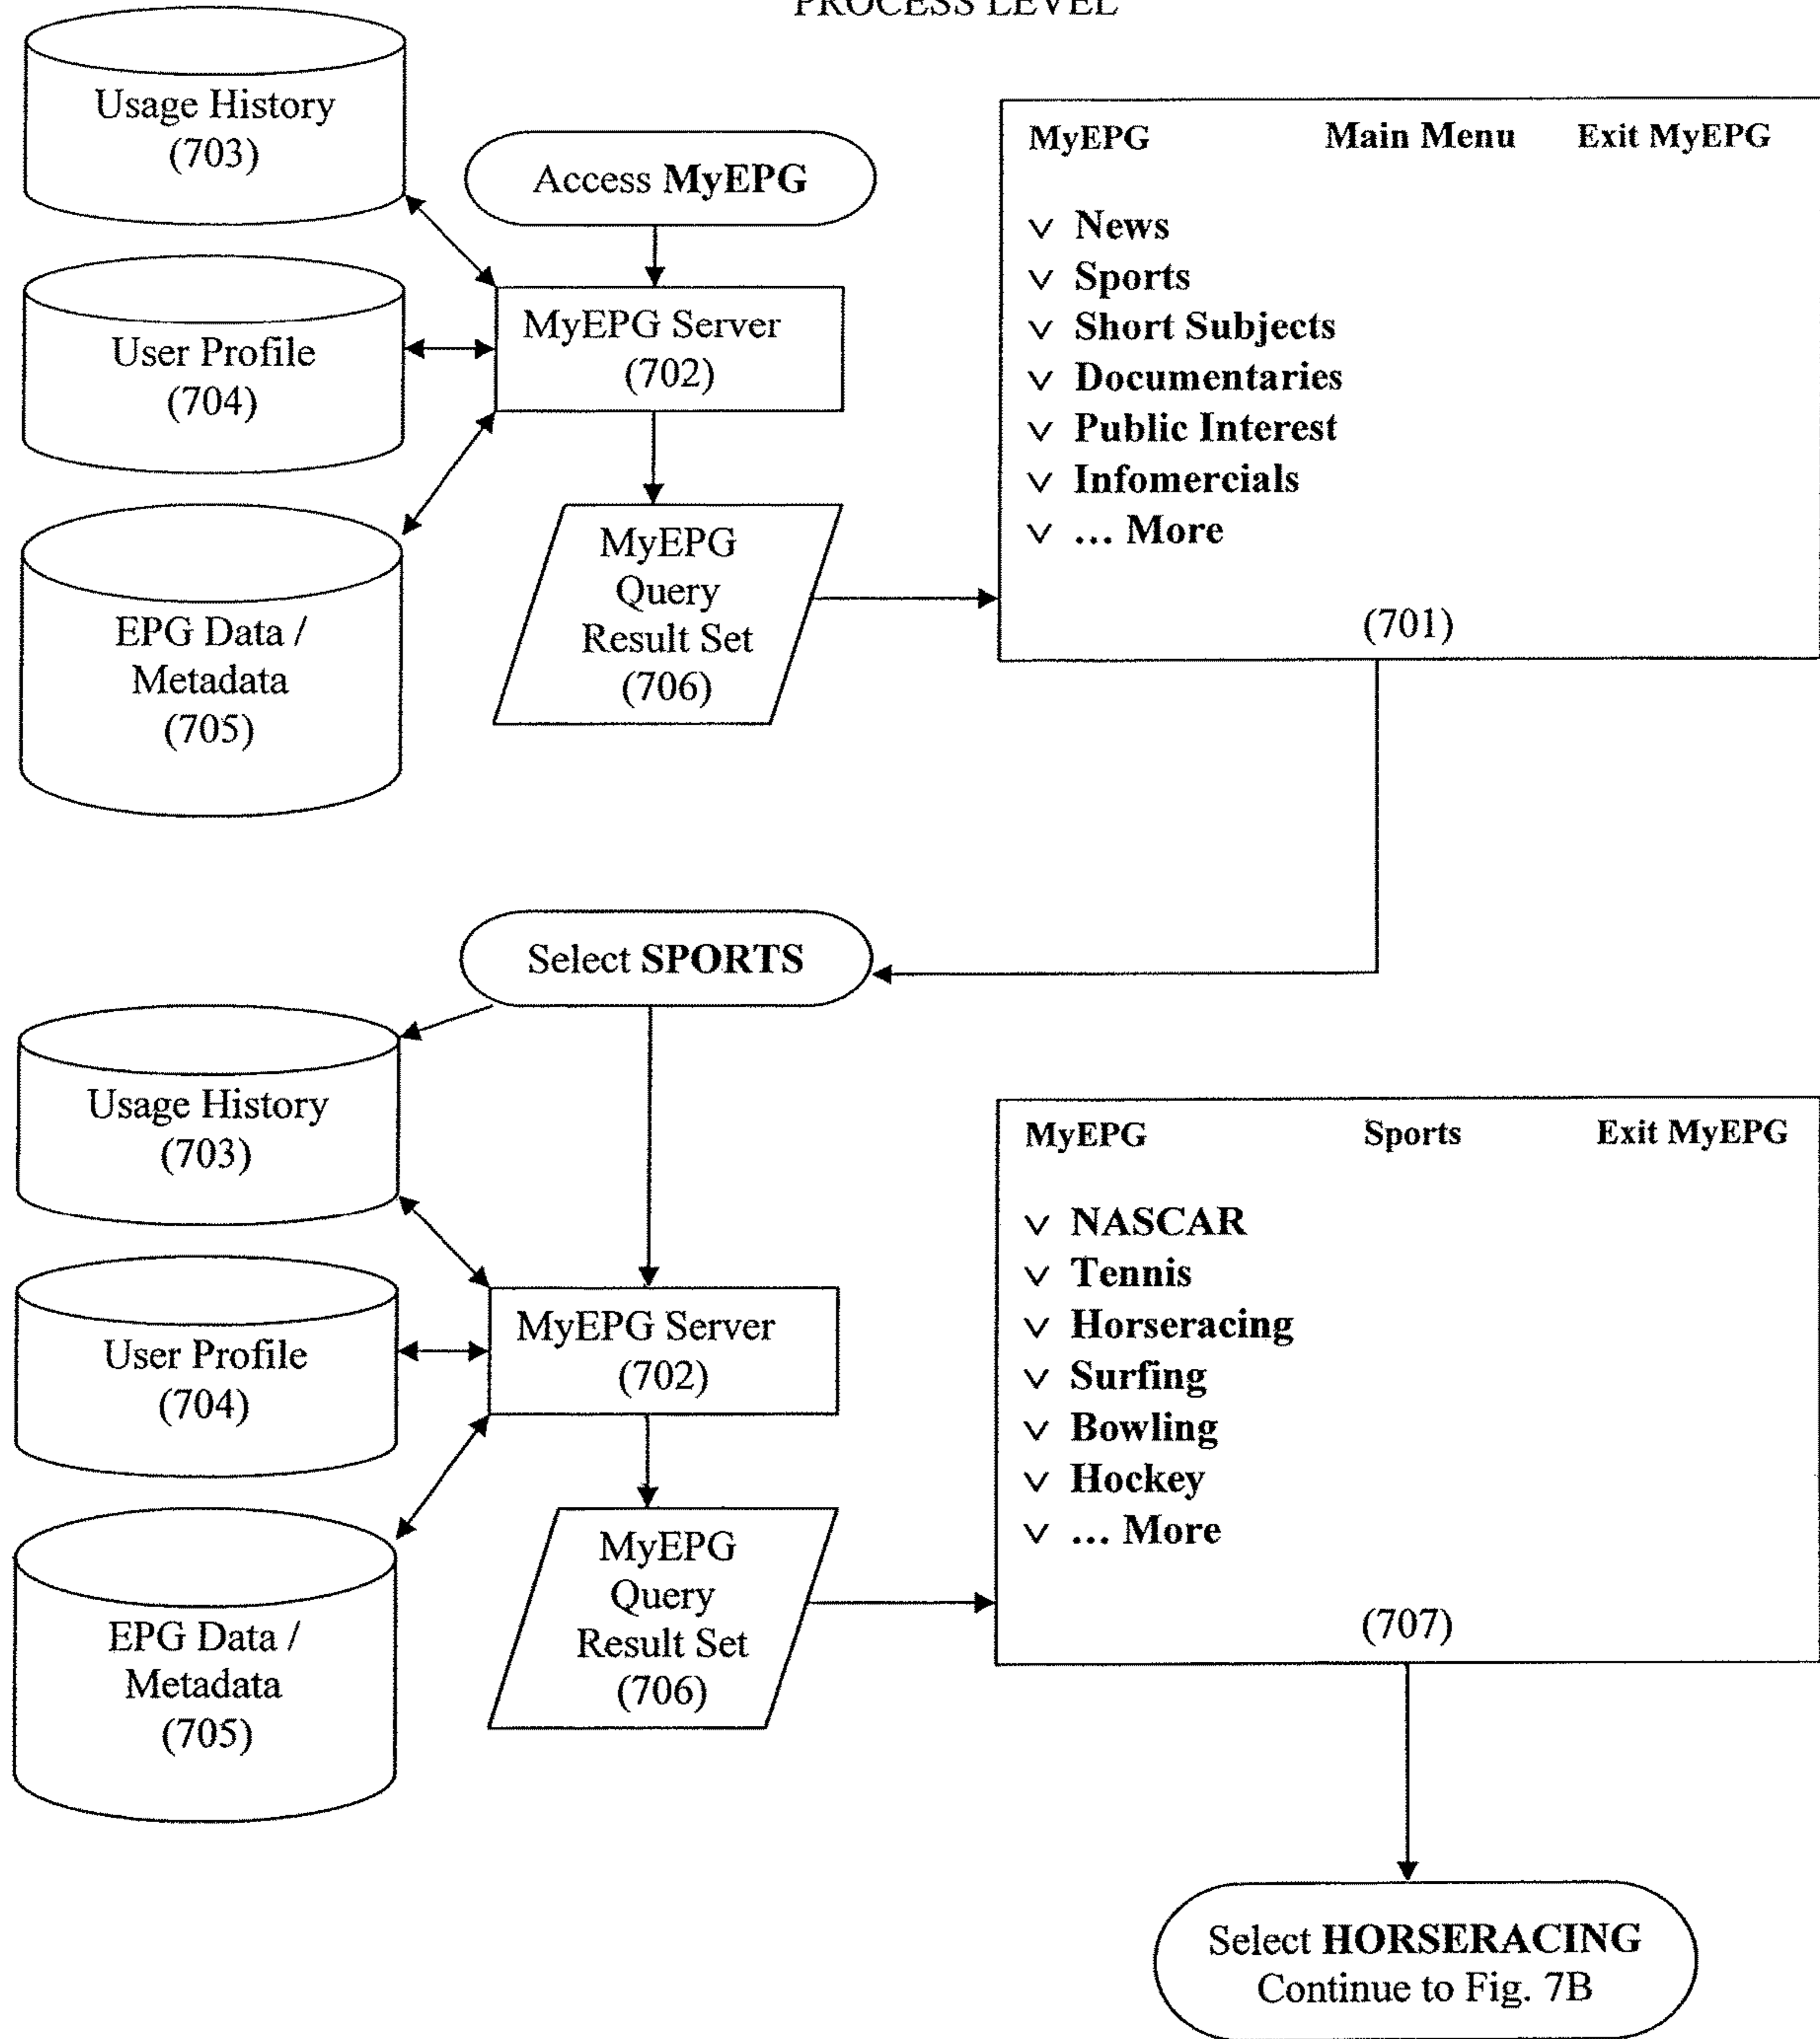 PROCESS LEVEL
Usage History
(703)
Access MyEPG
User Profile
(704)
MyEPG Server
(702)
EPG Data /
Metadata
(705)
MyEPG
Query
Result Set
(706)
MyEPG Main Menu Exit MyEPG
v News
v Sports
v Short Subjects
v Documentaries
v Public Interest
v Infomercials
v ... More
(701)
Select SPORTS
Usage History
(703)
User Profile
(704)
MyEPG Server
(702)
EPG Data /
Metadata
(705)
MyEPG
Query
Result Set
(706)
MyEPG Sports Exit MyEPG
v NASCAR
v Tennis
v Horseracing
v Surfing
v Bowling
v Hockey
v ... More
(707)
Select HORSERACING
Continue to Fig. 7B